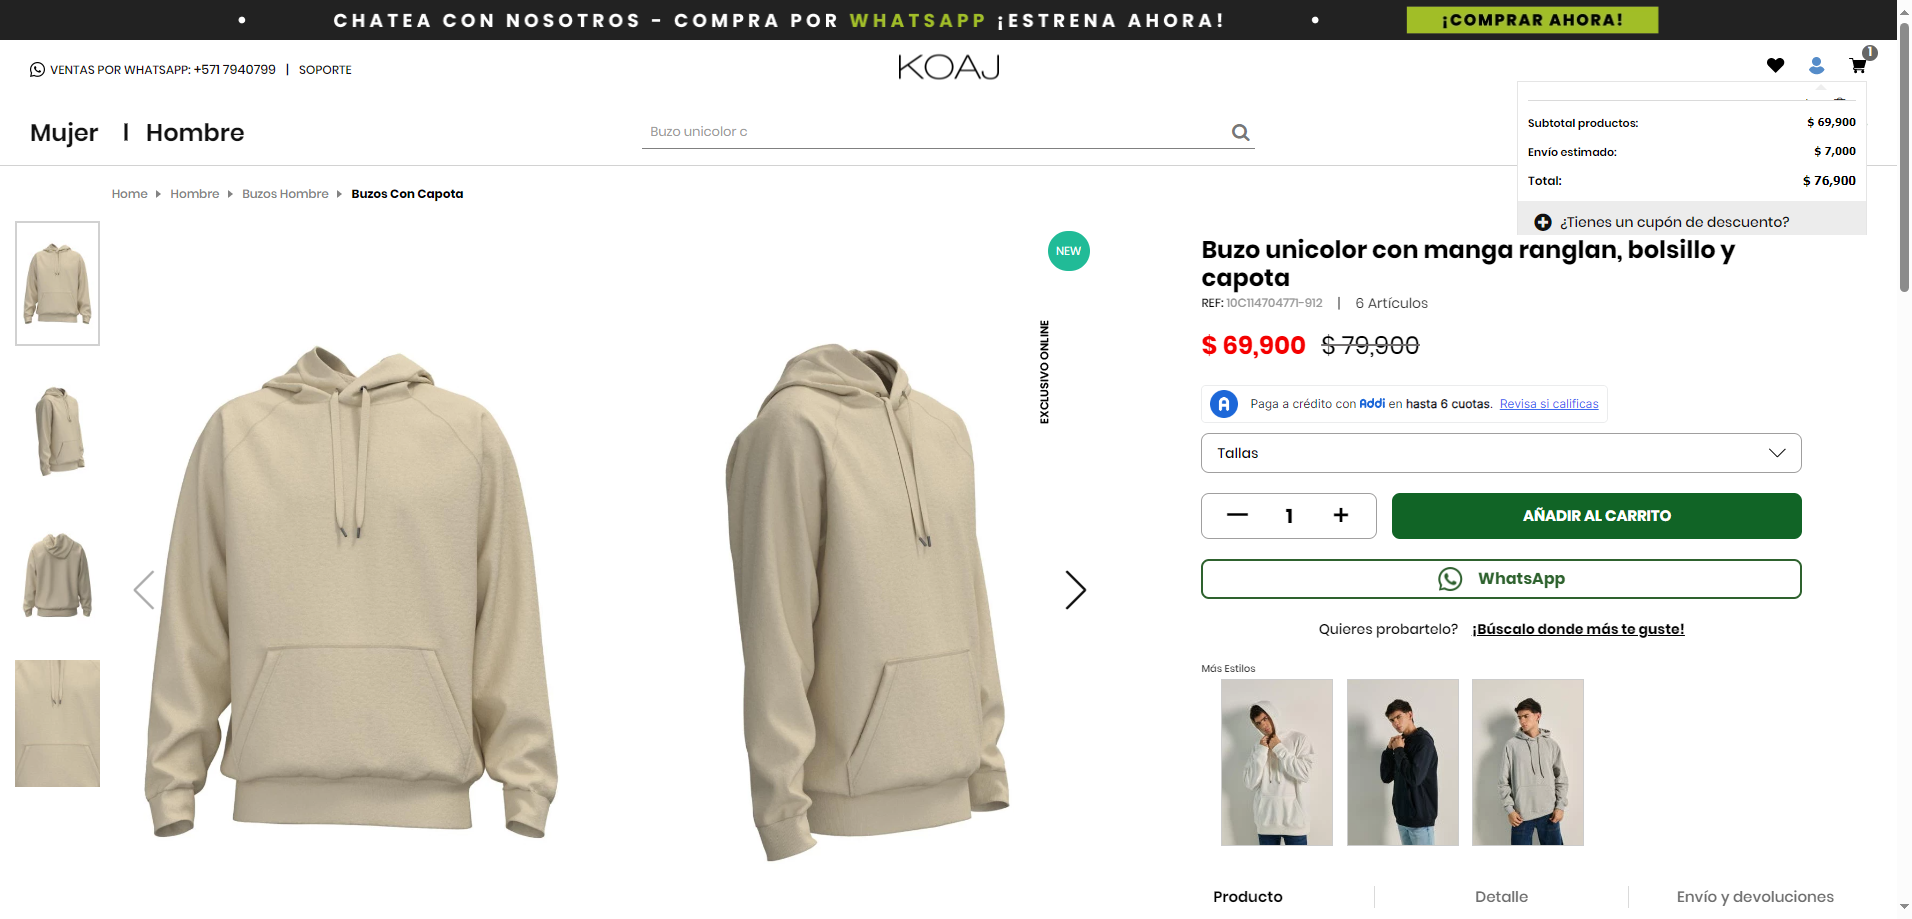 CHATEA CON NOSOTROS - COMPRA POR WHATSAPP ¡ESTRENA AHORA!
¡COMPRAR AHORA!
VENTAS POR WHATSAPP: +571 7940799 | SOPORTE
KOAJ
1
Mujer | Hombre
Buzo unicolor c
Subtotal productos: $ 69,900
Envío estimado: $ 7,000
Total: $ 76,900
¿Tienes un cupón de descuento?
Home Hombre Buzos Hombre Buzos Con Capota
NEW
EXCLUSIVO ONLINE
Buzo unicolor con manga ranglan, bolsillo y
capota
REF: 10C114704771-912 | 6 Artículos
$ 69,900 $ 79,900
A Paga a crédito con Addi en hasta 6 cuotas. Revisa si calificas
Tallas
1
AÑADIR AL CARRITO
WhatsApp
Quieres probartelo? ¡Búscalo donde más te guste!
Más Estilos
Producto
Detalle
Envío y devoluciones